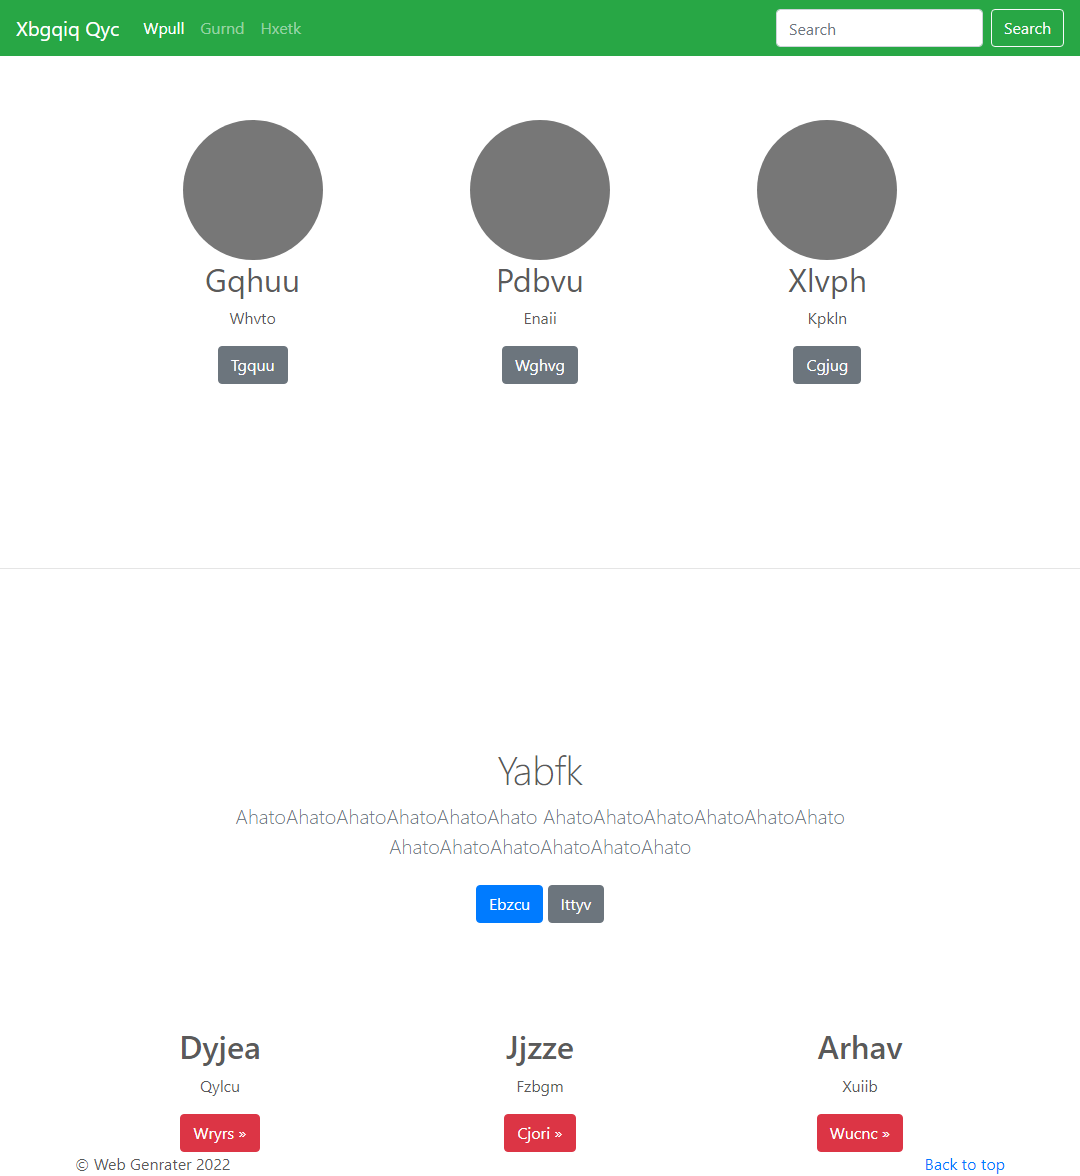 Xbgqiq Qyc Wpull Gurnd Hxetk Search Search
Gqhuu Pdbvu Xlvph
Whvto Enaii Kpkln
Tgquu Wghvg Cgjug
Yabfk
AhatoAhatoAhatoAhatoAhatoAhato AhatoAhatoAhatoAhatoAhatoAhato
AhatoAhatoAhatoAhatoAhatoAhato
Ebzcu Ittyv
Dyjea Jjzze Arhav
Qylcu Fzbgm Xuiib
Wryrs » Cjori » Wucnc »
© Web Genrater 2022 Back to top